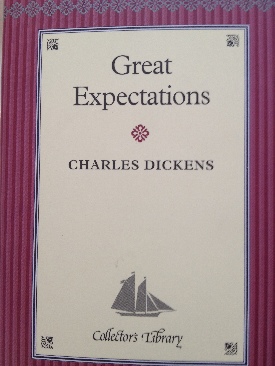 Great
Expectations
CHARLES DICKENS
Collector's Library